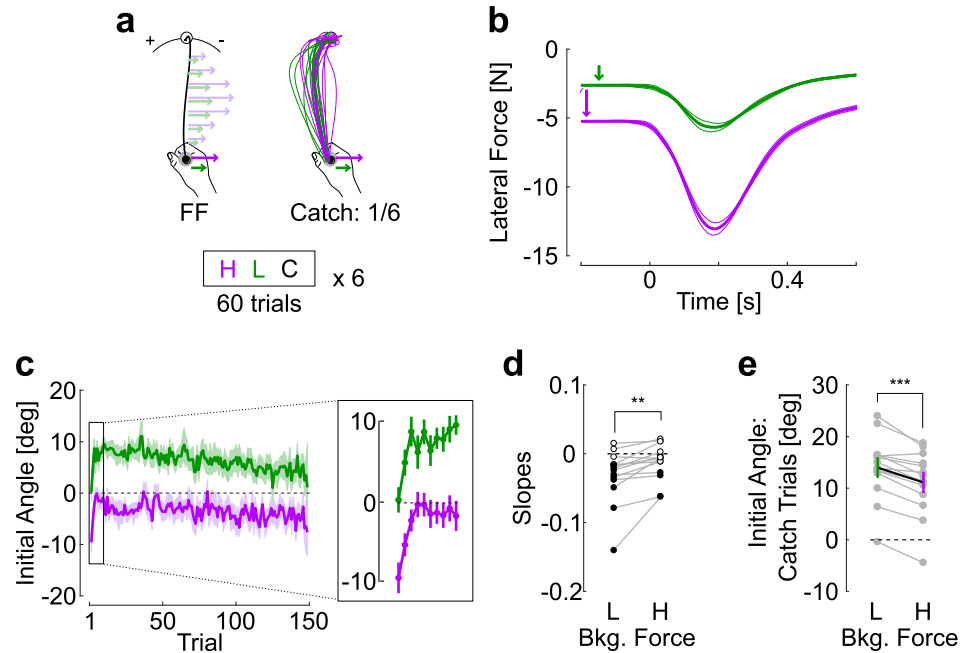 a
+
-
FF
Catch: 1/6
H L C
x 6
60 trials
b
Lateral Force [N]
0
-5
-10
-15
0
0.4
Time [s]
c
Initial Angle [deg]
20
10
0
-10
-20
1
50
100
150
Trial
10
0
-10
d
Slopes
0.1
0
-0.1
-0.2
**
L H
Bkg. Force
e
Initial Angle:
Catch Trials [deg]
30
20
10
0
-10
***
L H
Bkg. Force